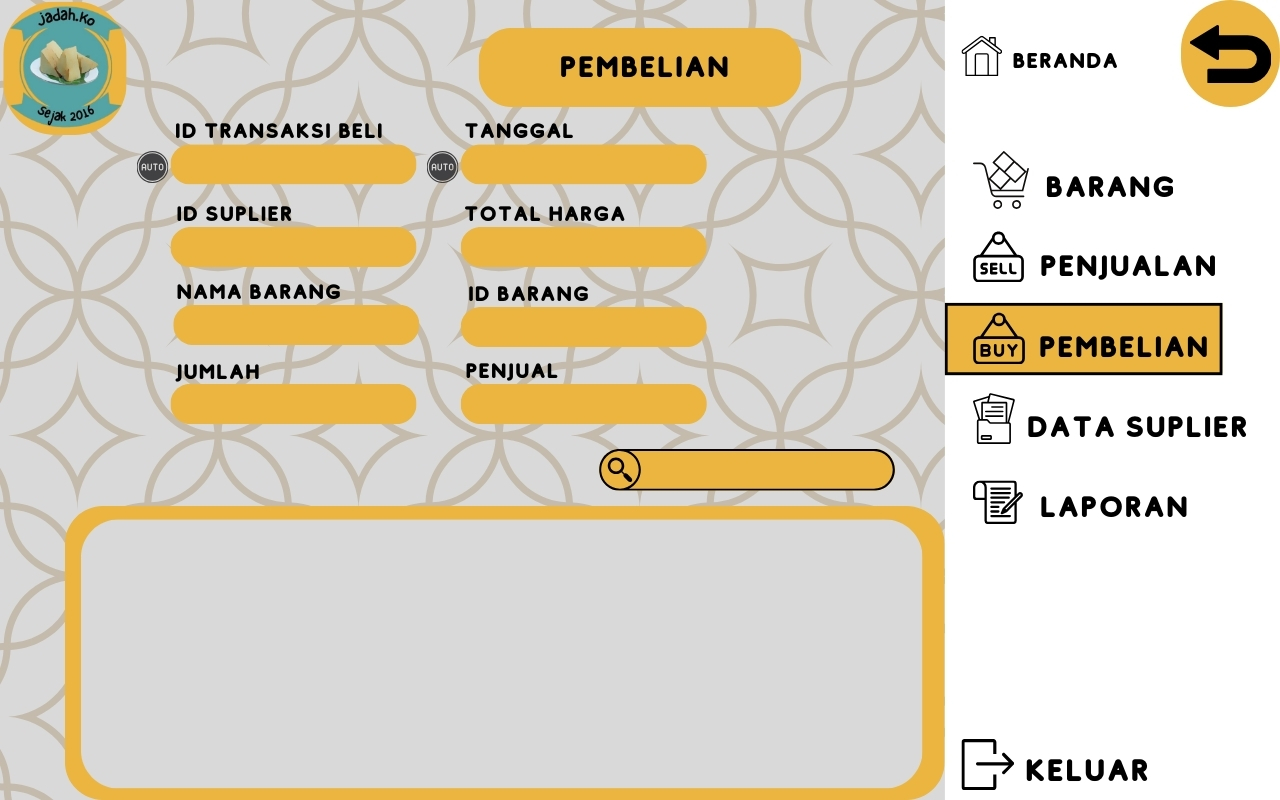 Jadah.Ko
Sejak 2016
PEMBELIAN
ID TRANSAKSI BELI
AUTO
TANGGAL
AUTO
ID SUPLIER
TOTAL HARGA
NAMA BARANG
ID BARANG
JUMLAH
PENJUAL
BERANDA
BARANG
SELL
PENJUALAN
BUY
PEMBELIAN
DATA SUPLIER
LAPORAN
KELUAR